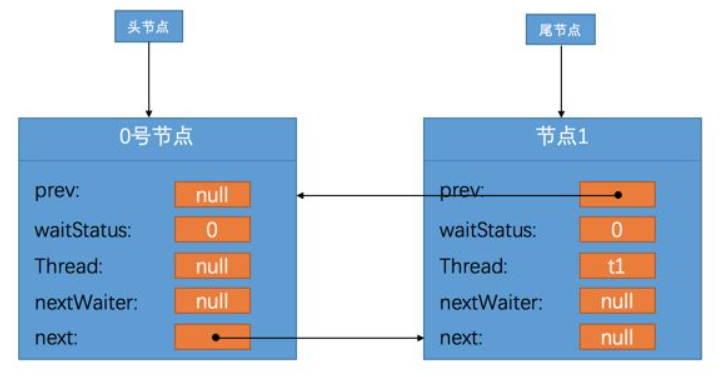 头节点
尾节点
0号节点
prev: null
waitStatus: 0
Thread: null
nextWaiter: null
next:
节点1
prev:
waitStatus: 0
Thread: t1
nextWaiter: null
next: null